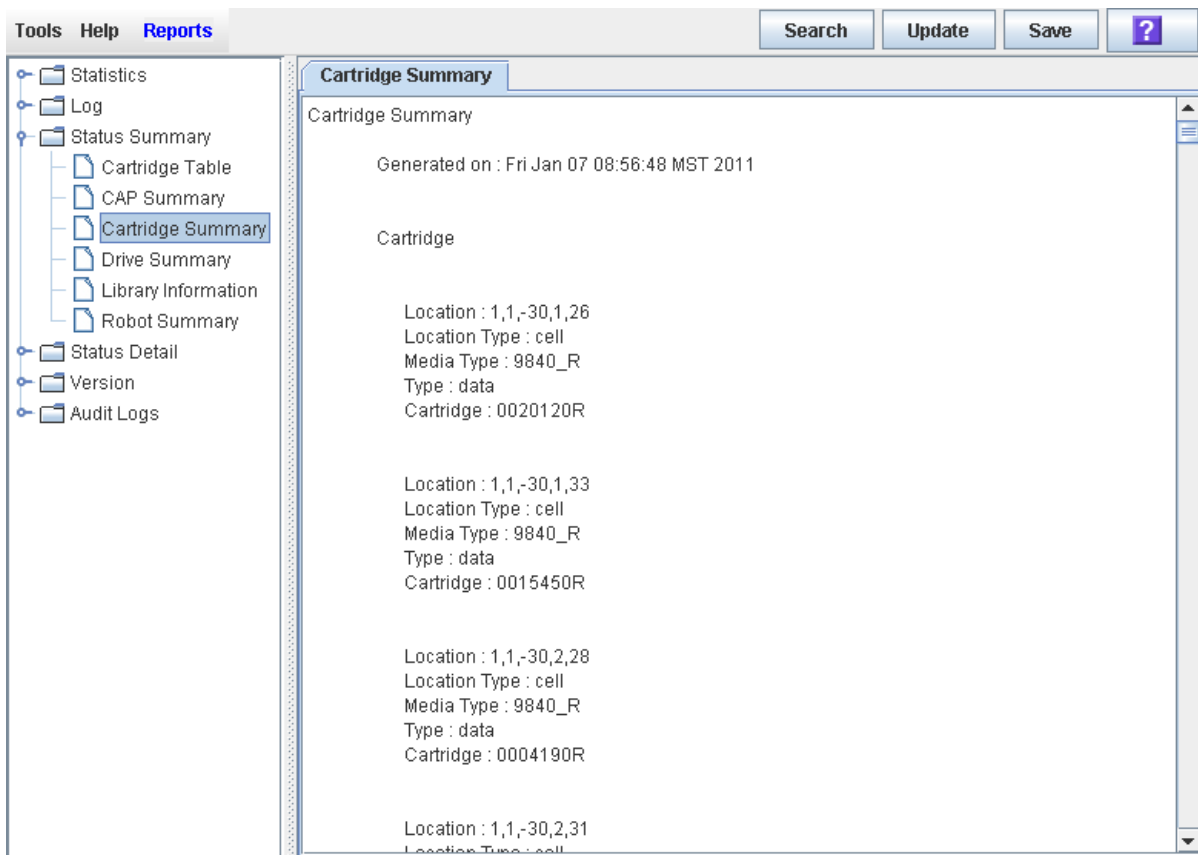 Tools Help Reports
Search Update Save ?
Statistics
Log
Status Summary
Cartridge Table
CAP Summary
Cartridge Summary
Drive Summary
Library Information
Robot Summary
Status Detail
Version
Audit Logs
Cartridge Summary
Cartridge Summary
Generated on : Fri Jan 07 08:56:48 MST 2011
Cartridge
Location : 1,1,-30,1,26
Location Type : cell
Media Type : 9840_R
Type : data
Cartridge : 0020120R
Location : 1,1,-30,1,33
Location Type : cell
Media Type : 9840_R
Type : data
Cartridge : 0015450R
Location : 1,1,-30,2,28
Location Type : cell
Media Type : 9840_R
Type : data
Cartridge : 0004190R
Location : 1,1,-30,2,31
Location Type : cell